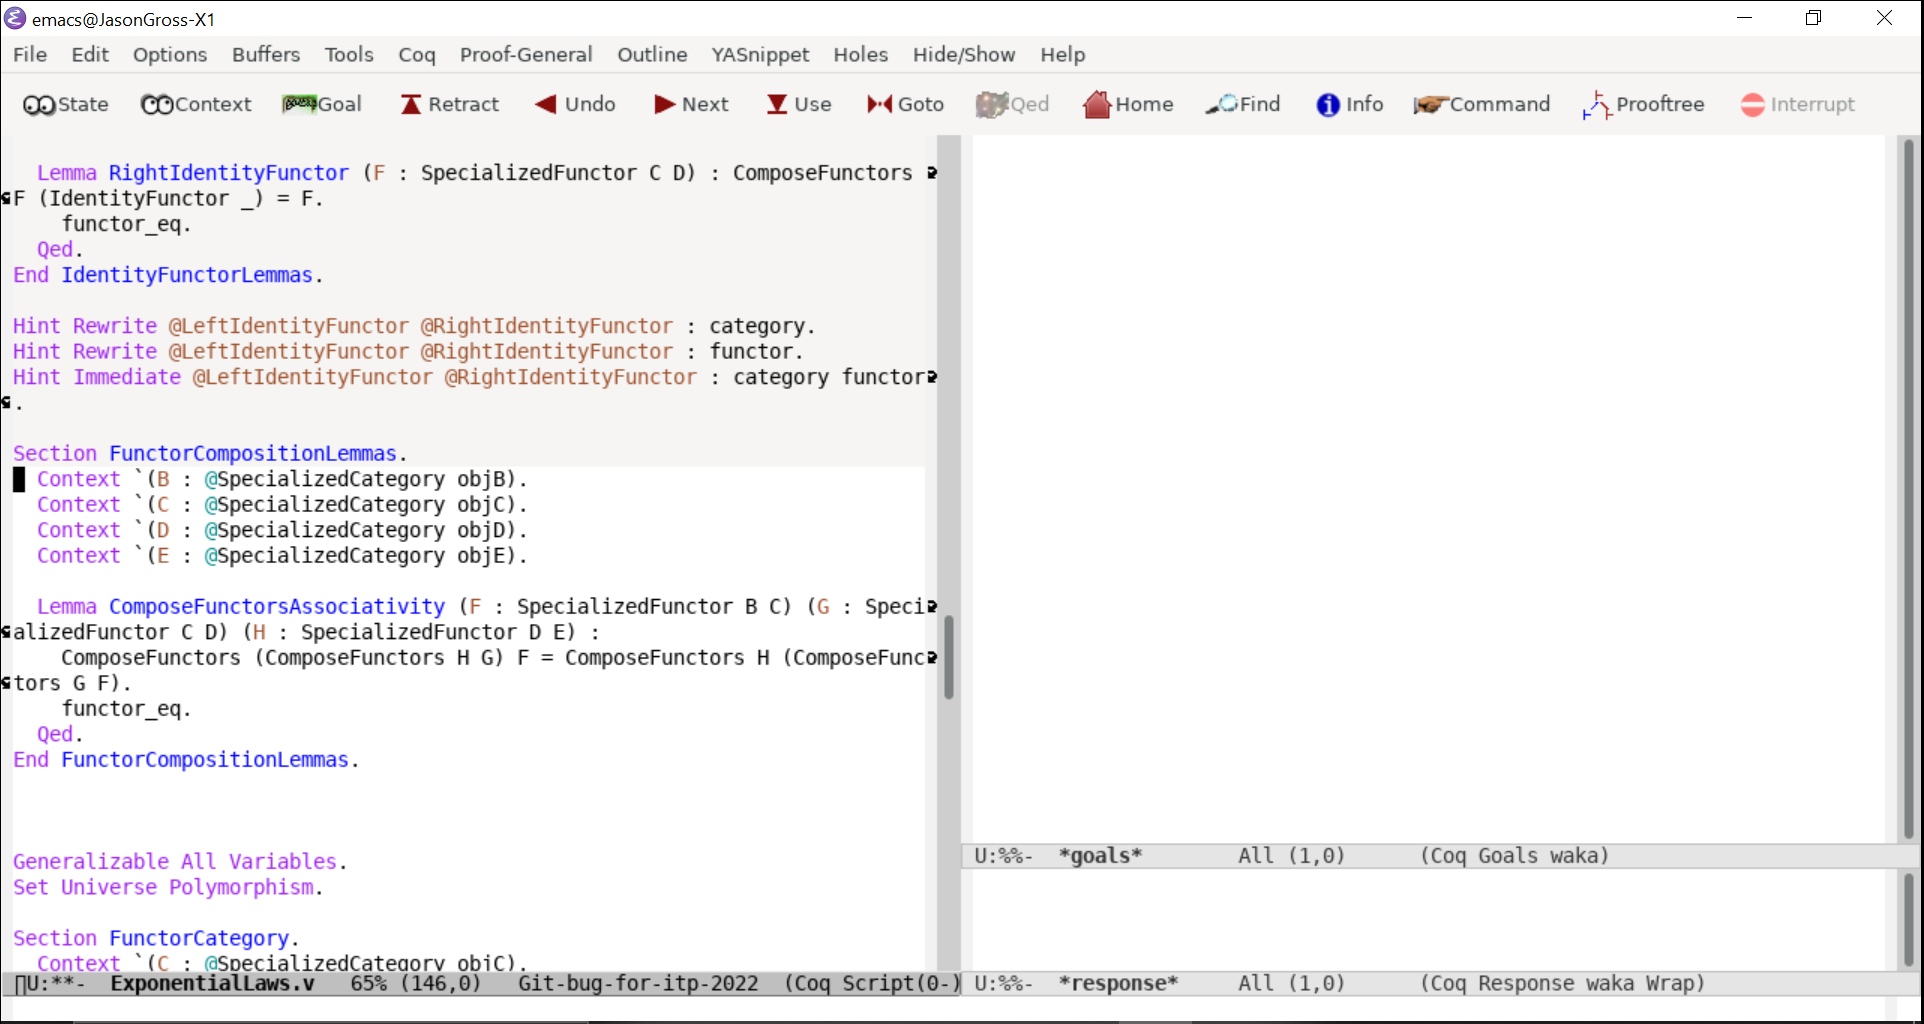 emacs@JasonGross-X1
File Edit Options Buffers Tools Coq Proof-General Outline YASnippet Holes Hide/Show Help
State Context Goal Retract Undo Next Use Goto Qed Home Find Info Command Prooftree Interrupt
Lemma RightIdentityFunctor (F : SpecializedFunctor C D) : ComposeFunctors
F (IdentityFunctor _) = F.
functor_eq.
Qed.
End IdentityFunctorLemmas.
Hint Rewrite @LeftIdentityFunctor @RightIdentityFunctor : category.
Hint Rewrite @LeftIdentityFunctor @RightIdentityFunctor : functor.
Hint Immediate @LeftIdentityFunctor @RightIdentityFunctor : category functor
.
Section FunctorCompositionLemmas.
Context `(B : @SpecializedCategory objB).
Context `(C : @SpecializedCategory objC).
Context `(D : @SpecializedCategory objD).
Context `(E : @SpecializedCategory objE).
Lemma ComposeFunctorsAssociativity (F : SpecializedFunctor B C) (G : Speci
alizedFunctor C D) (H : SpecializedFunctor D E) :
ComposeFunctors (ComposeFunctors H G) F = ComposeFunctors H (ComposeFunc
tors G F).
functor_eq.
Qed.
End FunctorCompositionLemmas.
Generalizable All Variables.
Set Universe Polymorphism.
Section FunctorCategory.
Context `(C : @SpecializedCategory objC).
U:**- ExponentialLaws.v 65% (146,0) Git-bug-for-itp-2022 (Coq Script(0-)
U:%%- *goals* All (1,0) (Coq Goals waka)
U:%%- *response* All (1,0) (Coq Response waka Wrap)